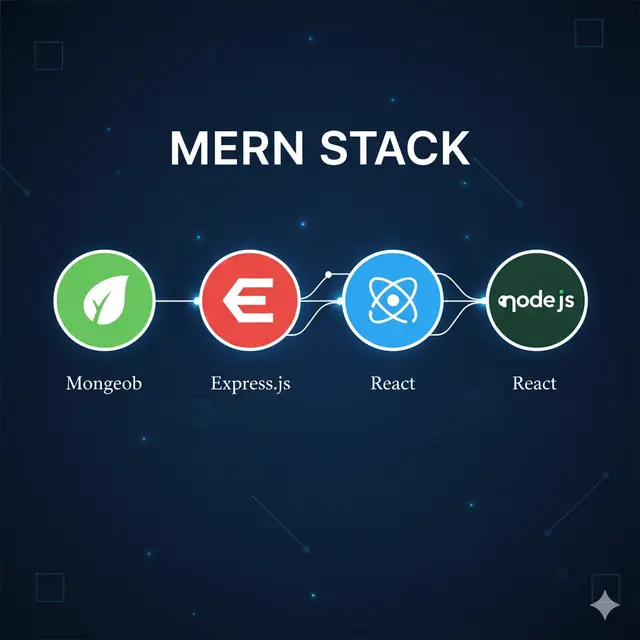 MERN STACK
node js
Mongeob
Express.js
React
React